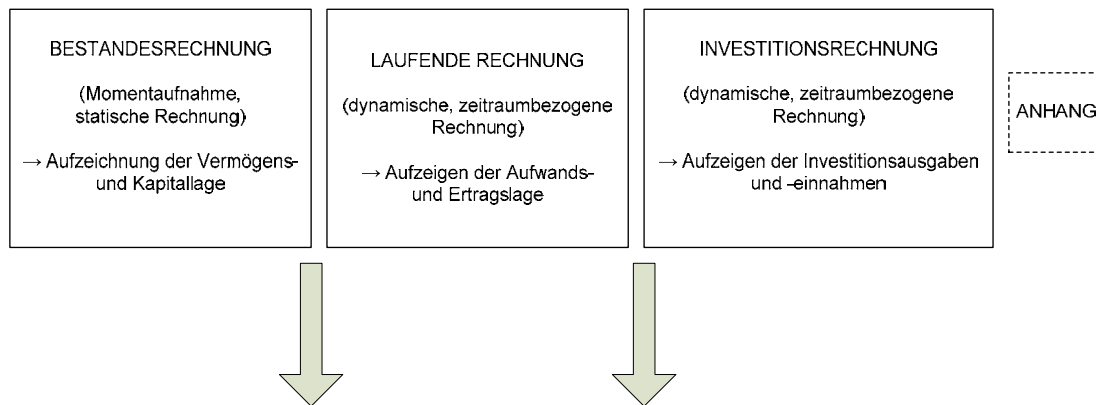 BESTANDESRECHNUNG
(Momentaufnahme,
statische Rechnung)
→ Aufzeichnung der Vermögens-
und Kapitallage
LAUFENDE RECHNUNG
(dynamische, zeitraumbezogene
Rechnung)
→ Aufzeigen der Aufwands-
und Ertragslage
INVESTITIONSRECHNUNG
(dynamische, zeitraumbezogene
Rechnung)
→ Aufzeigen der Investitionsausgaben
und –einnahmen
ANHANG